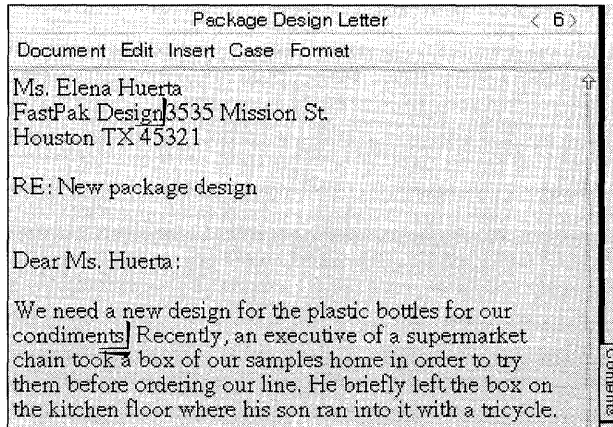 Package Design Letter < 6 >
Document Edit Insert Case Format
Ms. Elena Huerta
FastPak Design 3535 Mission St.
Houston TX 45321
RE: New package design
Dear Ms. Huerta:
We need a new design for the plastic bottles for our
condiments. Recently, an executive of a supermarket
chain took a box of our samples home in order to try
them before ordering our line. He briefly left the box on
the kitchen floor where his son ran into it with a tricycle.